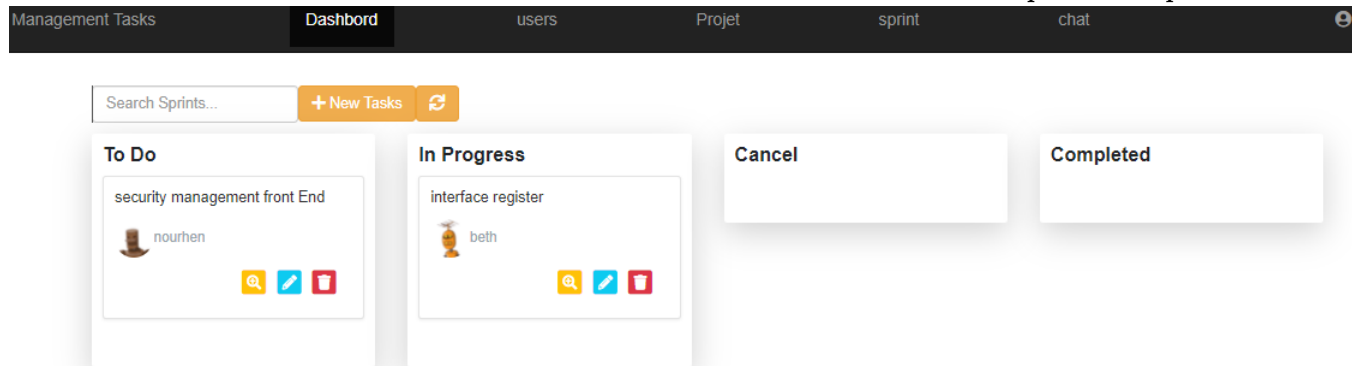 Management Tasks Dashbord users Projet sprint chat
Search Sprints... + New Tasks
To Do In Progress Cancel Completed
security management front End interface register
nourhen beth